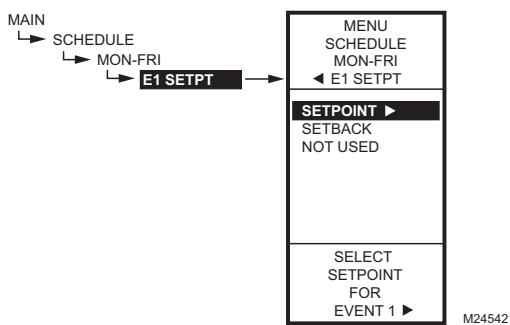 MAIN
SCHEDULE
MON-FRI
E1 SETPT
MENU
SCHEDULE
MON-FRI
◄ E1 SETPT
SETPOINT ►
SETBACK
NOT USED
SELECT
SETPOINT
FOR
EVENT 1 ►
M24542